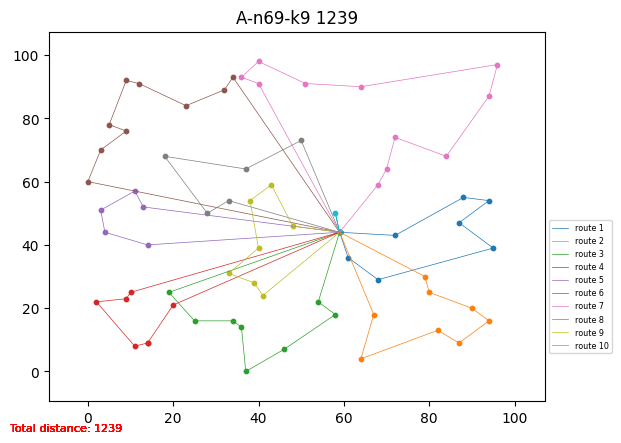 A-n69-k9 1239
100
80
60
40
20
0
0 20 40 60 80 100
route 1
route 2
route 3
route 4
route 5
route 6
route 7
route 8
route 9
route 10
Total distance: 1239